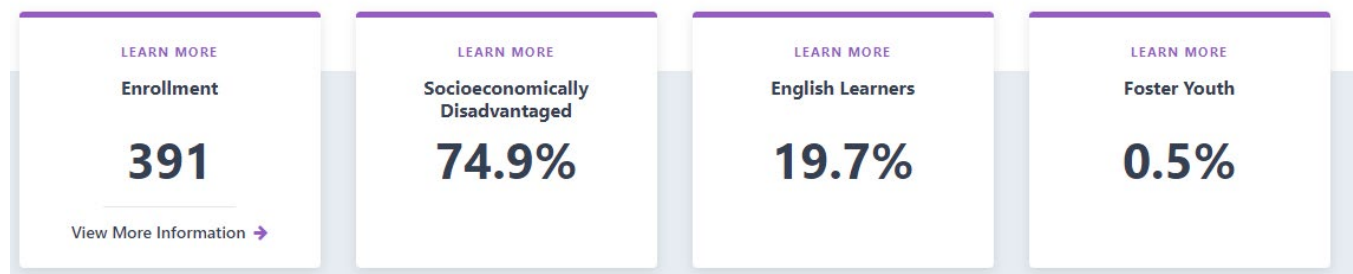 LEARN MORE
Enrollment
391
View More Information
LEARN MORE
Socioeconomically
Disadvantaged
74.9%
LEARN MORE
English Learners
19.7%
LEARN MORE
Foster Youth
0.5%